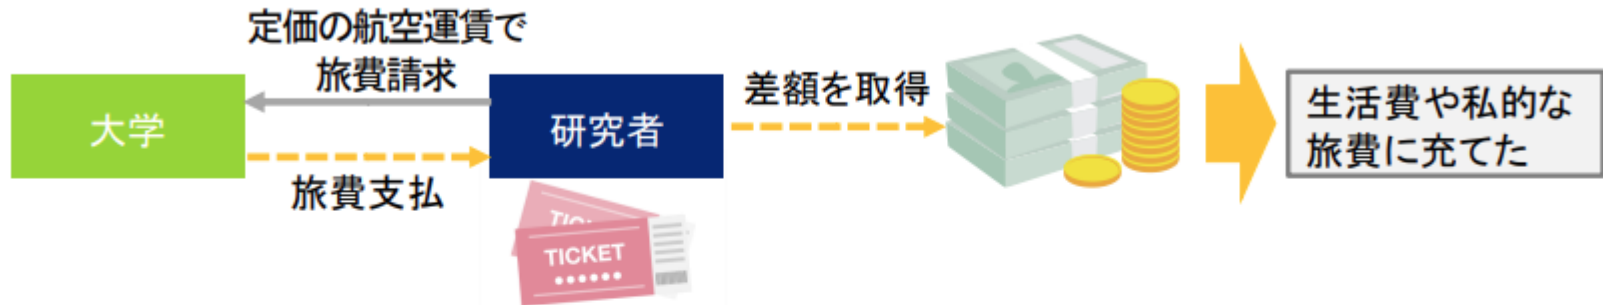 定価の航空運賃で
旅費請求
大学
研究者
旅費支払
TICKET
差額を取得
生活費や私的な
旅費に充てた